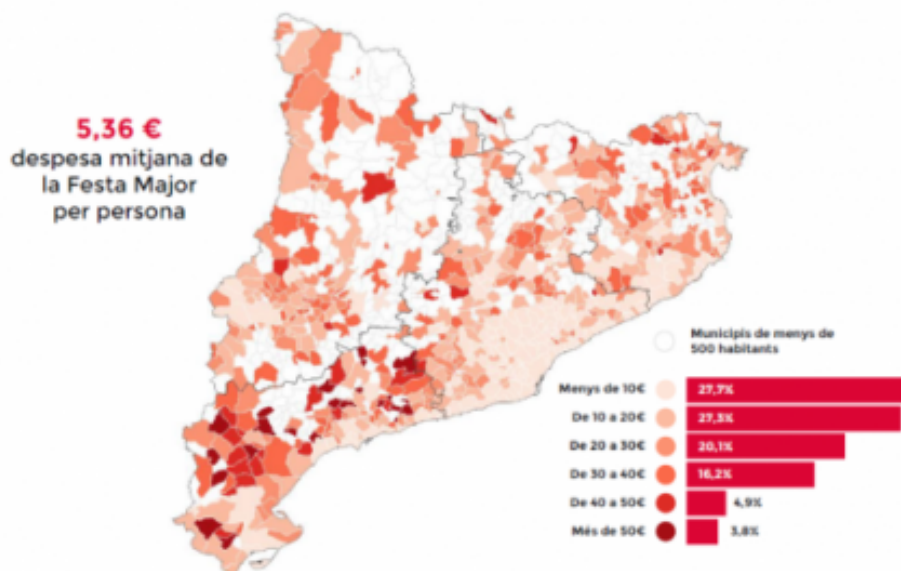 5,36 €
despesa mitjana de
la Festa Major
per persona
Municipis de menys de
500 habitants
Menys de 10€ 27,7%
De 10 a 20€ 27,3%
De 20 a 30€ 20,1%
De 30 a 40€ 16,2%
De 40 a 50€ 4,9%
Més de 50€ 3,8%